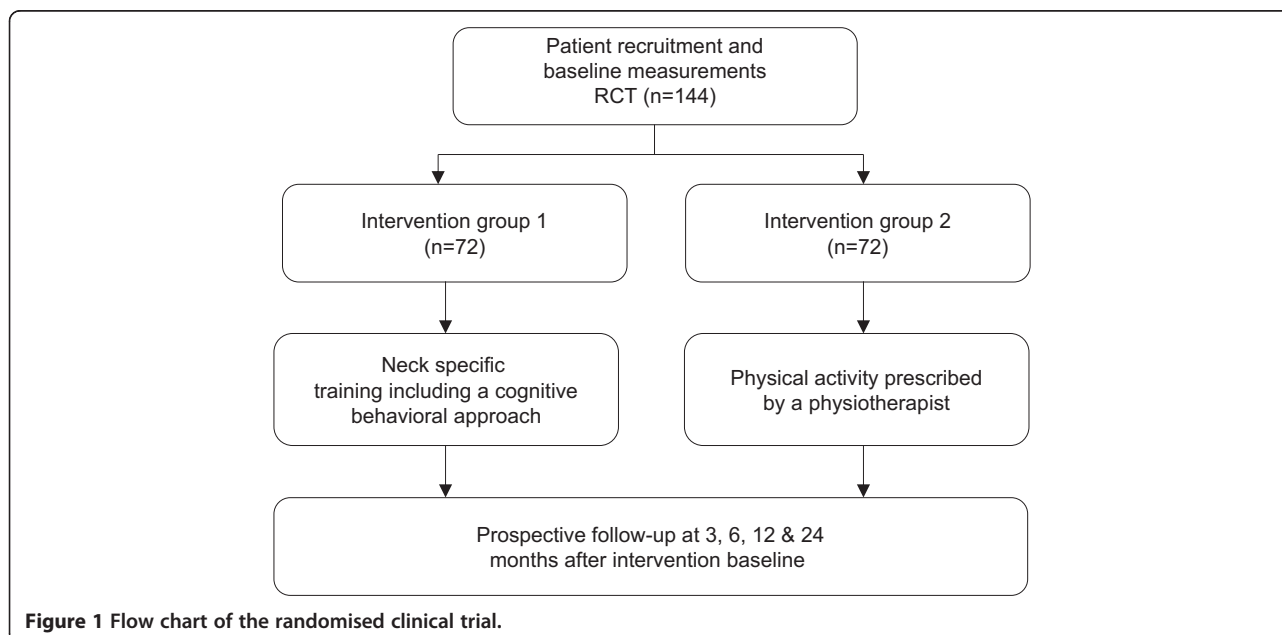 Patient recruitment and
baseline measurements
RCT (n=144)
Intervention group 1
(n=72)
Intervention group 2
(n=72)
Neck specific
training including a cognitive
behavioral approach
Physical activity prescribed
by a physiotherapist
Prospective follow-up at 3, 6, 12 & 24
months after intervention baseline
Figure 1 Flow chart of the randomised clinical trial.